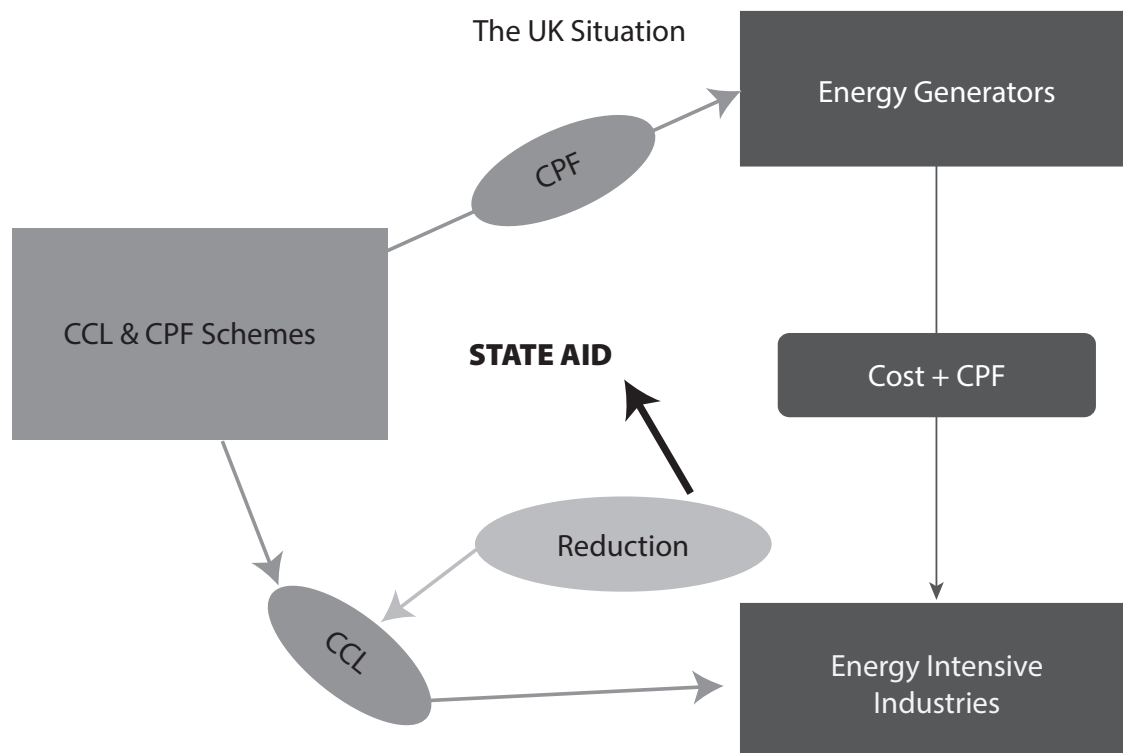 The UK Situation
Energy Generators
CPF
CCL & CPF Schemes
STATE AID
Cost + CPF
Reduction
CCL
Energy Intensive
Industries